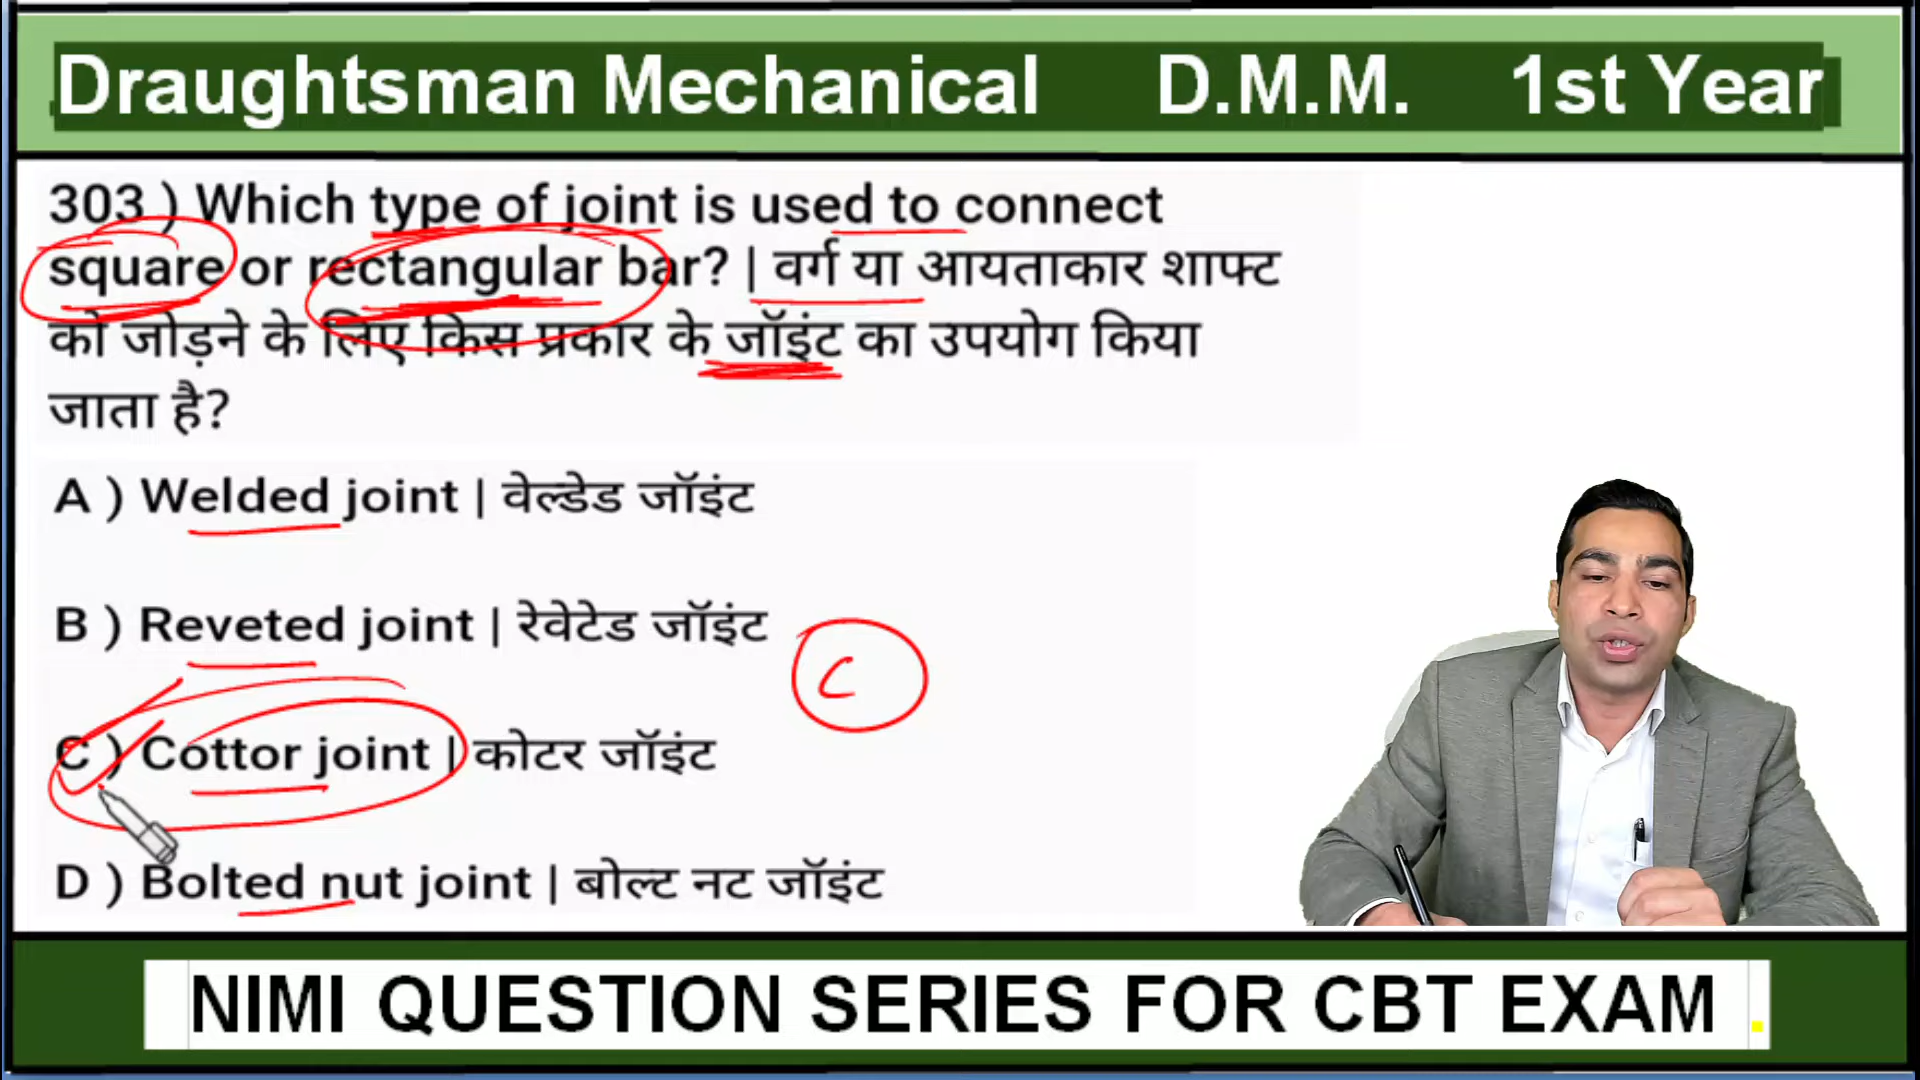 Draughtsman Mechanical D.M.M. 1st Year
303 ) Which type of joint is used to connect
square or rectangular bar? | वर्ग या आयताकार शाफ्ट
को जोड़ने के लिए किस प्रकार के जॉइंट का उपयोग किया
जाता है?
A ) Welded joint | वेल्डेड जॉइंट
B ) Reveted joint | रेवेटेड जॉइंट
C
C ) Cottor joint | कोटर जॉइंट
D ) Bolted nut joint | बोल्ट नट जॉइंट
NIMI QUESTION SERIES FOR CBT EXAM .